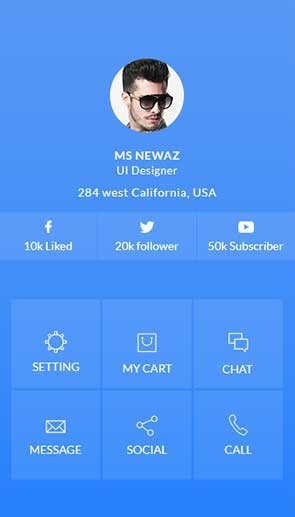 MS NEWAZ
UI Designer
284 west California, USA
10k Liked 20k follower 50k Subscriber
SETTING MY CART CHAT
MESSAGE SOCIAL CALL